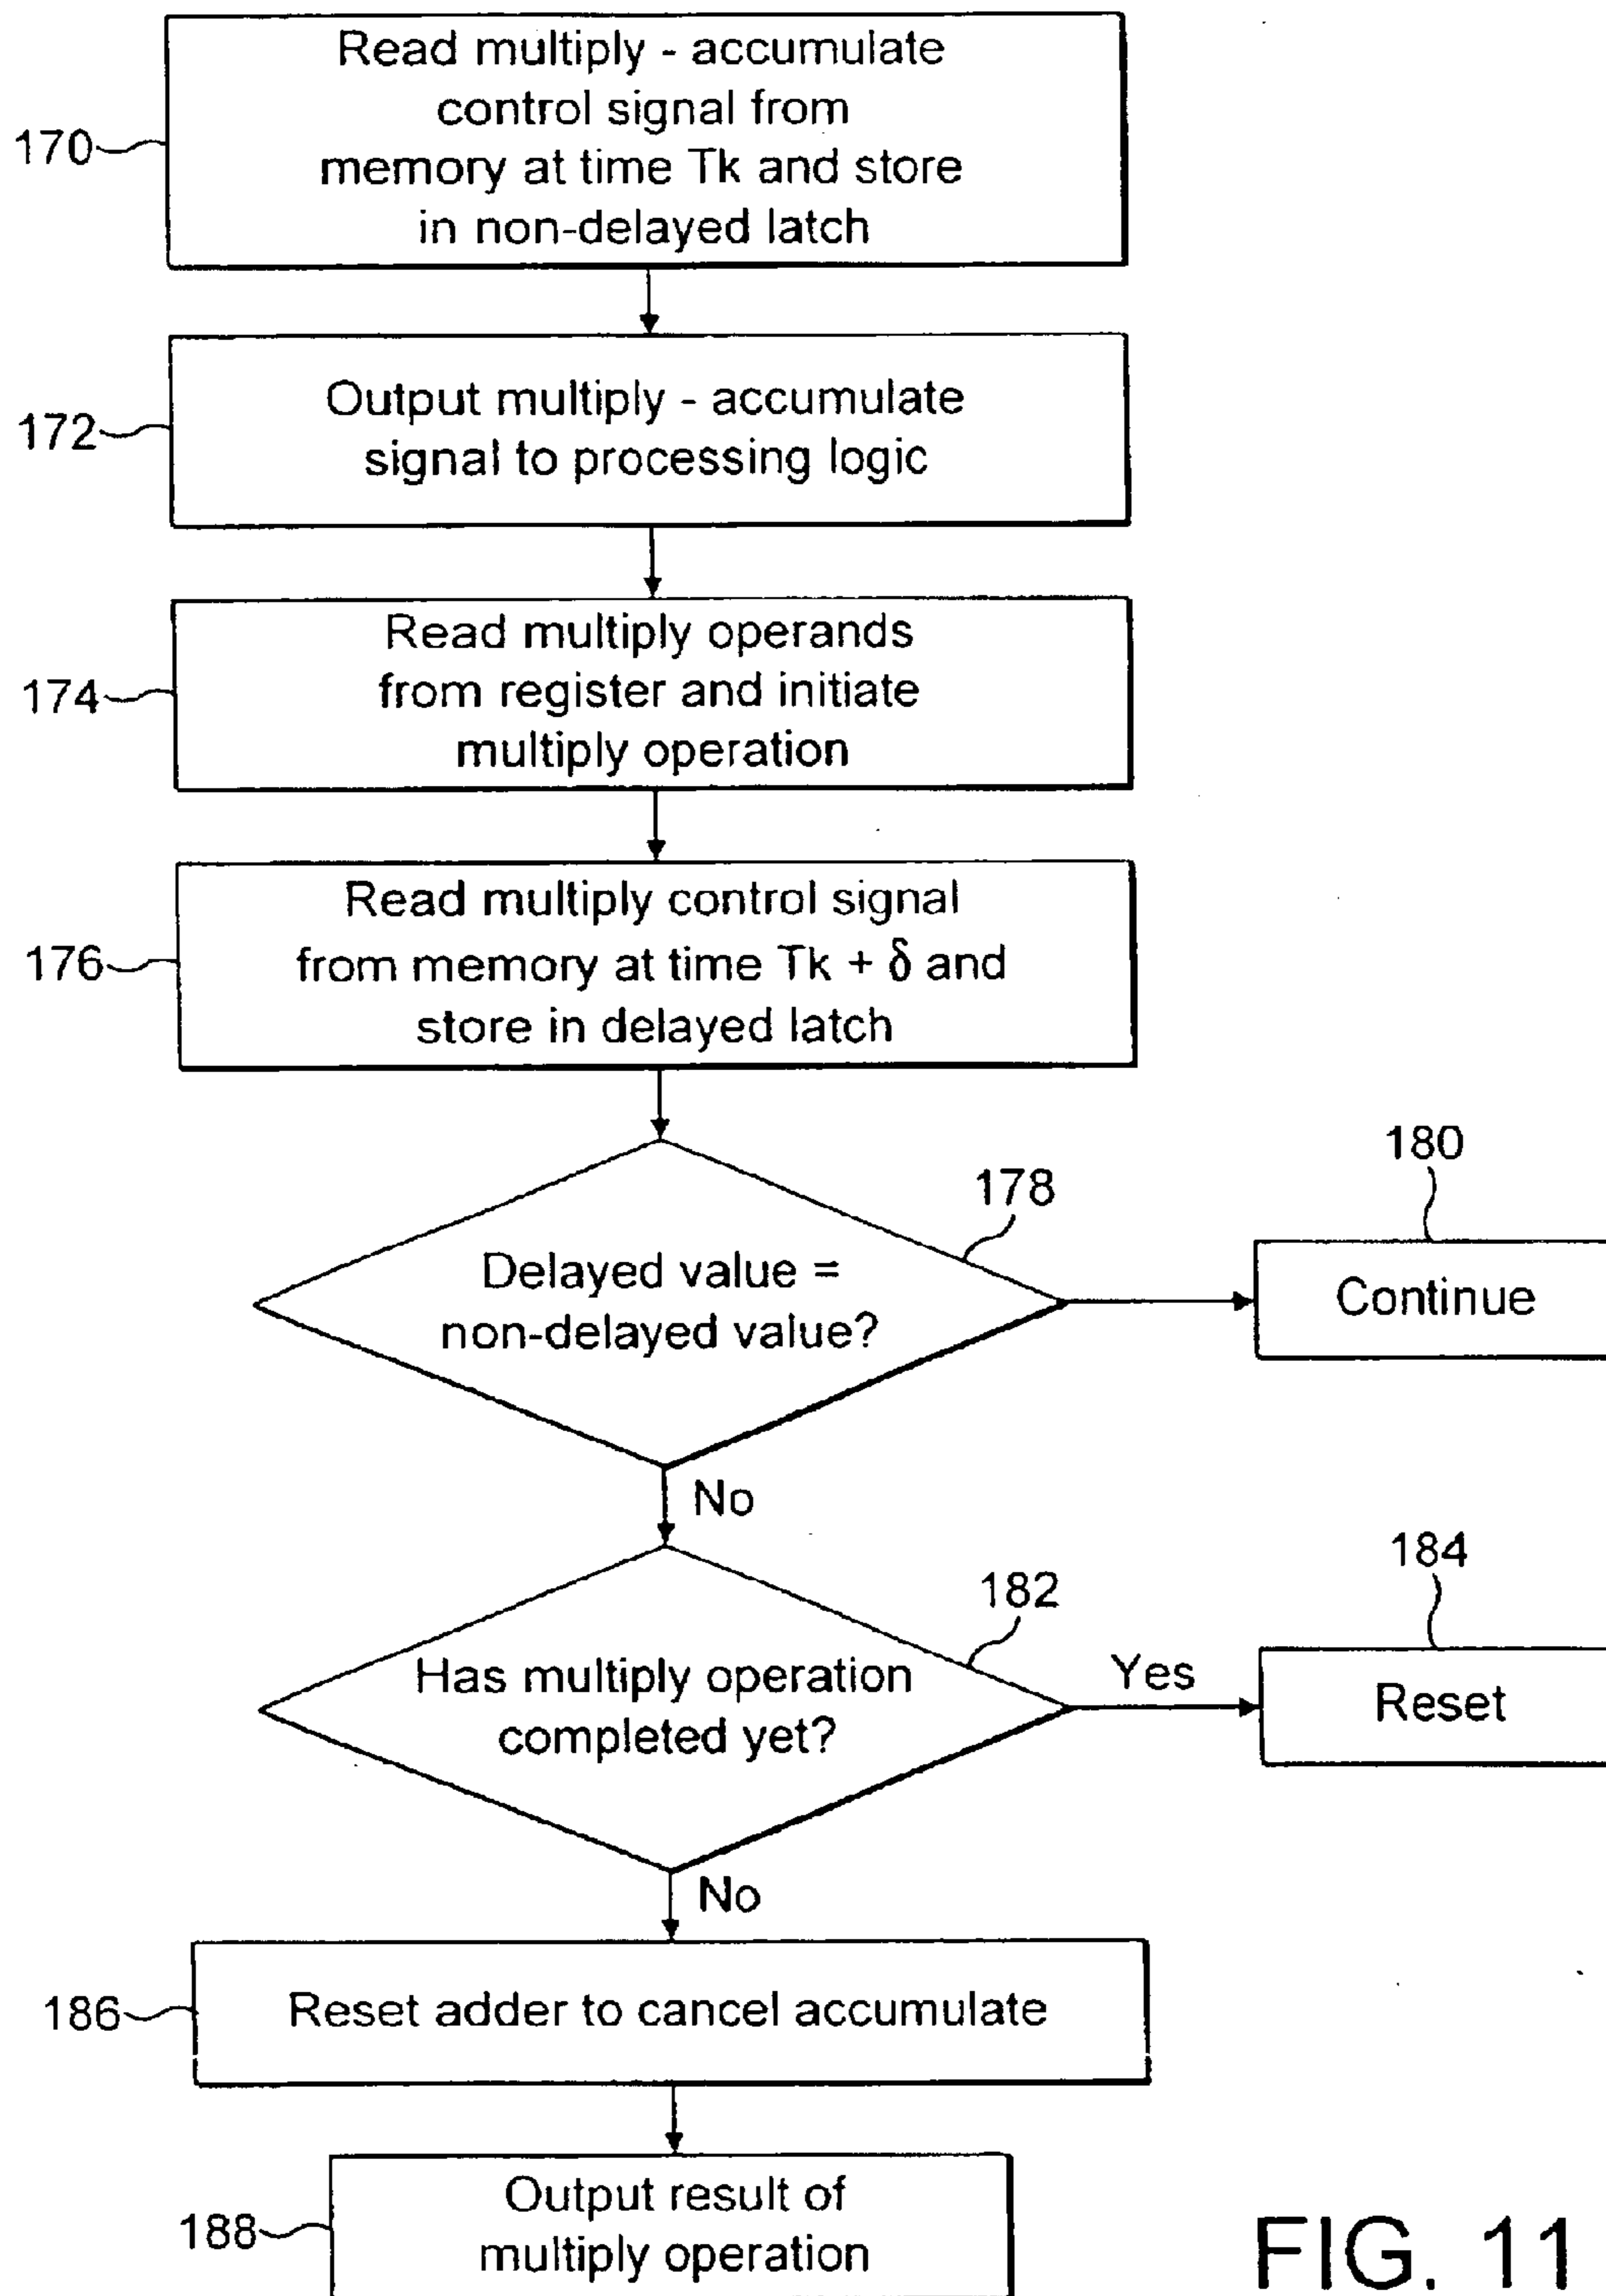 Read multiply - accumulate
control signal from
memory at time Tk and store
in non-delayed latch
170
Output multiply - accumulate
signal to processing logic
172
Read multiply operands
from register and initiate
multiply operation
174
Read multiply control signal
from memory at time Tk + δ and
store in delayed latch
176
Delayed value =
non-delayed value?
178
180
Continue
No
Has multiply operation
completed yet?
182
Yes
184
Reset
No
Reset adder to cancel accumulate
186
Output result of
multiply operation
188
FIG. 11